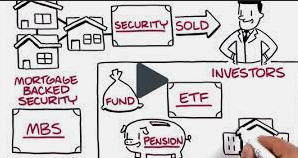 SECURITY
SOLD
MORTGAGE
BACKED
SECURITY
INVESTORS
FUND
ETF
MBS
PENSION